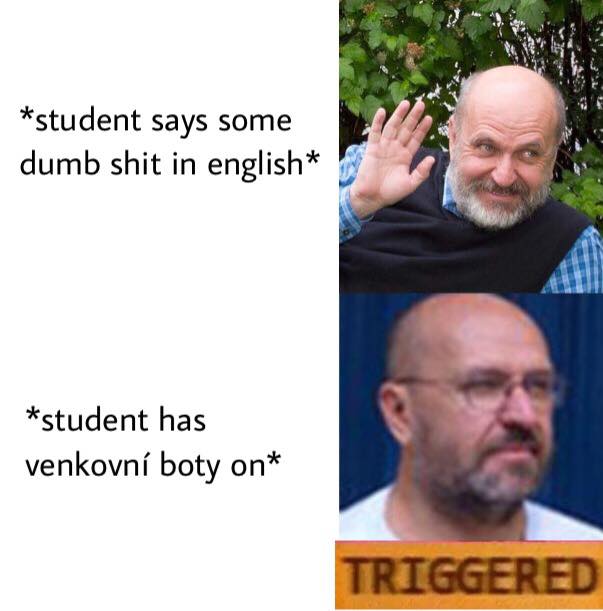 *student says some
dumb shit in english*
*student has
venkovní boty on*
TRIGGERED